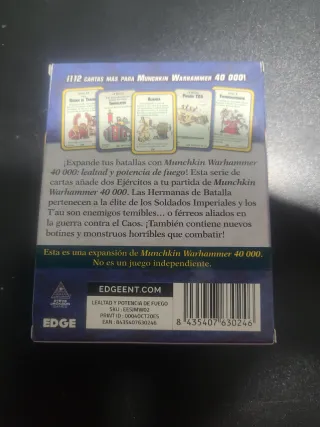 ¡112 CARTAS MÁS PARA MUNCHKIN WARHAMMER 40 000!
¡Expande tus batallas con Munchkin Warhammer
40 000: lealtad y potencia de fuego! Esta serie de
cartas añade dos Ejércitos a tu partida de Munchkin
Warhammer 40 000. Las Hermanas de Batalla
pertenecen a la élite de los Soldados Imperiales y los
T'au son enemigos temibles... o férreos aliados en
la guerra contra el Caos. ¡También contiene nuevos
botines y monstruos horribles que combatir!
Esta es una expansión de Munchkin Warhammer 40 000.
No es un juego independiente.
EDGEENT.COM
LEALTAD Y POTENCIA DE FUEGO
SKU : EESJMW02
EAN : 8435407630246
EDGE
8 435407 630246